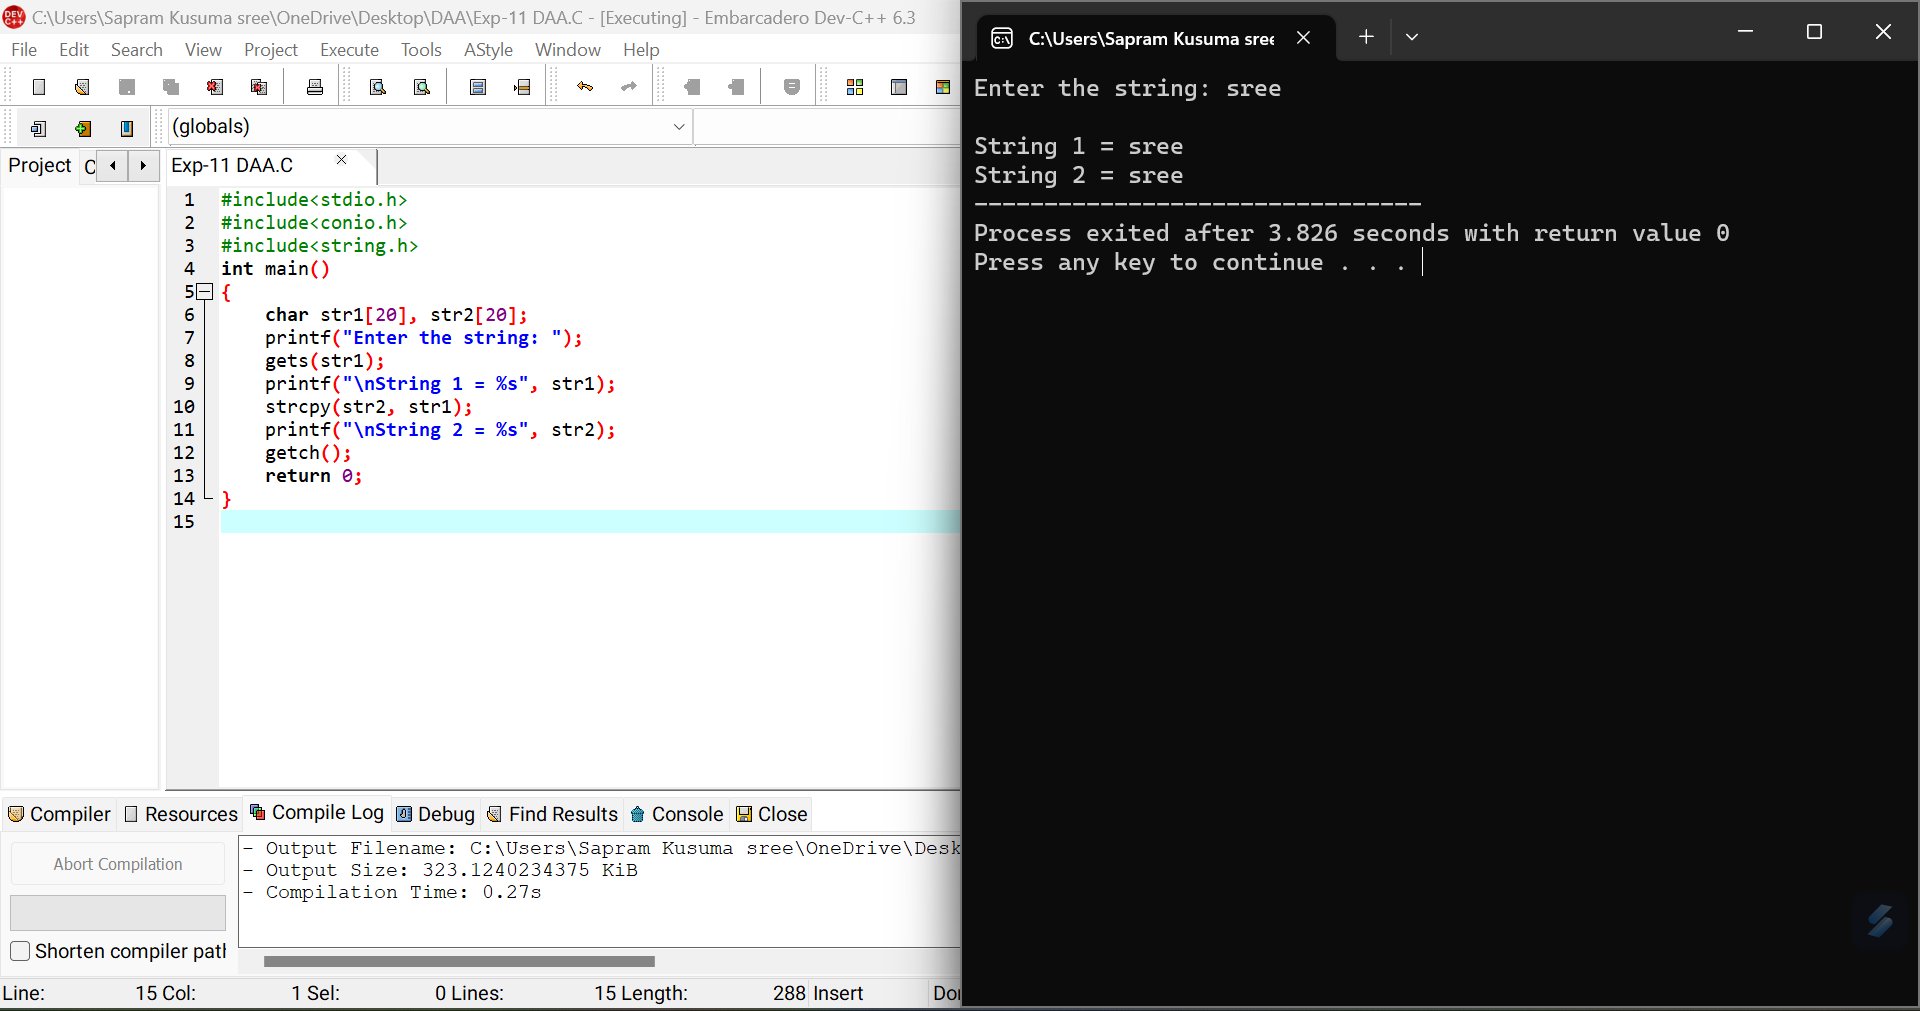 C:\Users\Sapram Kusuma sree\OneDrive\Desktop\DAA\Exp-11 DAA.C - [Executing] - Embarcadero Dev-C++ 6.3
File Edit Search View Project Execute Tools AStyle Window Help
(globals)
Project C
Exp-11 DAA.C
1 #include<stdio.h>
2 #include<conio.h>
3 #include<string.h>
4 int main()
5 {
6 char str1[20], str2[20];
7 printf("Enter the string: ");
8 gets(str1);
9 printf("\nString 1 = %s", str1);
10 strcpy(str2, str1);
11 printf("\nString 2 = %s", str2);
12 getch();
13 return 0;
14 }
15
Compiler Resources Compile Log Debug Find Results Console Close
Abort Compilation
Shorten compiler pat
- Output Filename: C:\Users\Sapram Kusuma sree\OneDrive\Desk
- Output Size: 323.1240234375 KiB
- Compilation Time: 0.27s
Line: 15 Col: 1 Sel: 0 Lines: 15 Length: 288 Insert Do
DEV C++
C:\Users\Sapram Kusuma sree
Enter the string: sree
String 1 = sree
String 2 = sree
--------------------------------
Process exited after 3.826 seconds with return value 0
Press any key to continue . . .